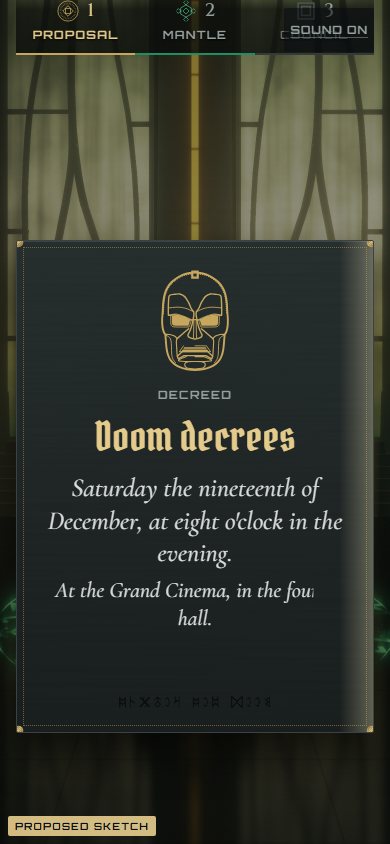 1
PROPOSAL
2
MANTLE
3
SOUND ON
DECREED
Doom decrees
Saturday the nineteenth of
December, at eight o'clock in the
evening.
At the Grand Cinema, in the
hall.
PROPOSED SKETCH